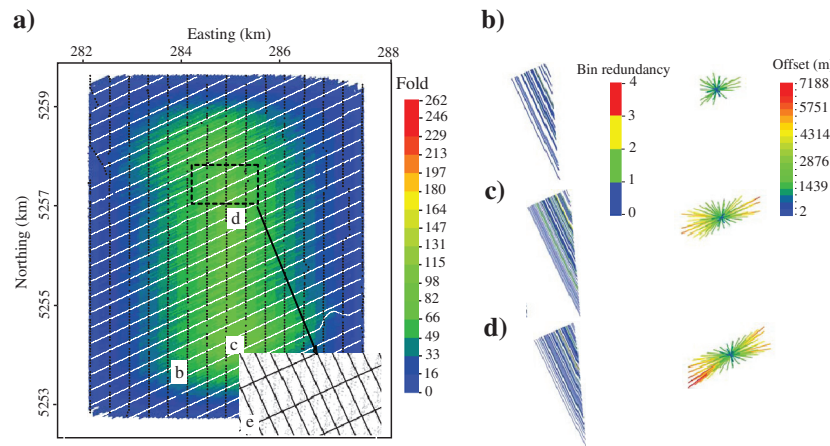 a)
Easting (km)
282 284 286 288
Northing (km)
5259
5257
5255
5253
d
c
b
e
Fold
262
246
229
213
197
180
164
147
131
115
98
82
66
49
33
16
0
b)
Bin redundancy
4
3
2
1
0
Offset (m
7188
5751
4314
2876
1439
2
c)
d)